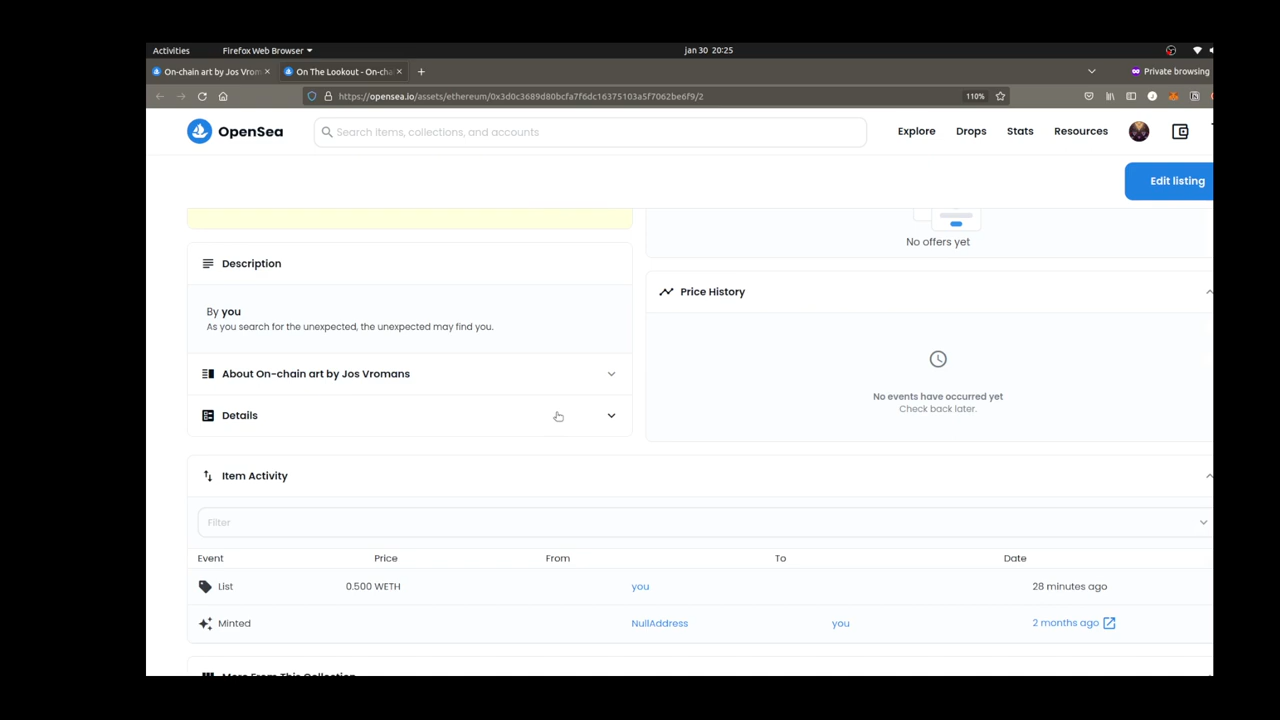 Activities
Firefox Web Browser
jan 30 20:25
On-chain art by Jos Vrom
On The Lookout - On-cha
Private browsing
https://opensea.io/assets/ethereum/0x3d0c3689d80bcfa7f6dc16375103a5f7062be6f9/2
110%
OpenSea
Search items, collections, and accounts
Explore
Drops
Stats
Resources
Edit listing
No offers yet
Description
By you
As you search for the unexpected, the unexpected may find you.
About On-chain art by Jos Vromans
Details
Price History
No events have occurred yet
Check back later.
Item Activity
Filter
Event Price From To Date
List 0.500 WETH you 28 minutes ago
Minted NullAddress you 2 months ago
More From This Collection